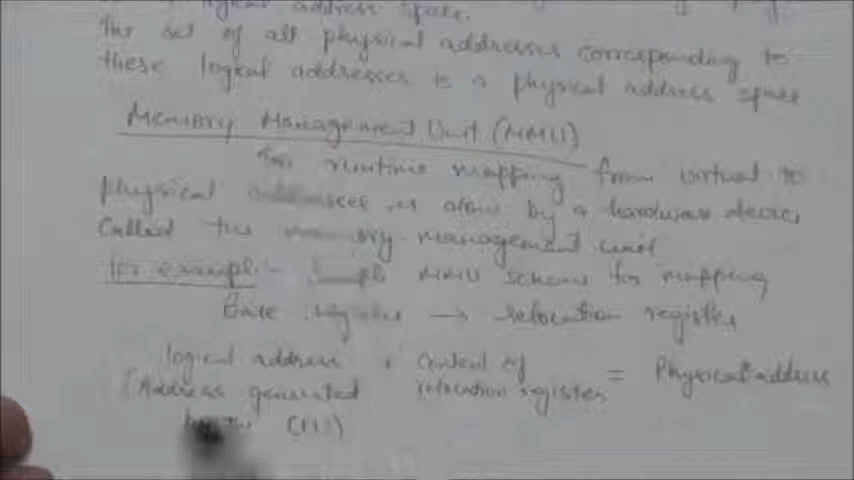 logical address space.
The set of all physical addresses corresponding to
these logical addresses is a physical address space
Memory Management Unit (MMU)
The runtime mapping from virtual to
physical addresses is done by a hardware device,
Called the memory-management unit
for example:- simple MMU scheme for mapping
Base register → relocation register
logical address + Content of = Physical address
(Address generated relocation register
by the CPU)